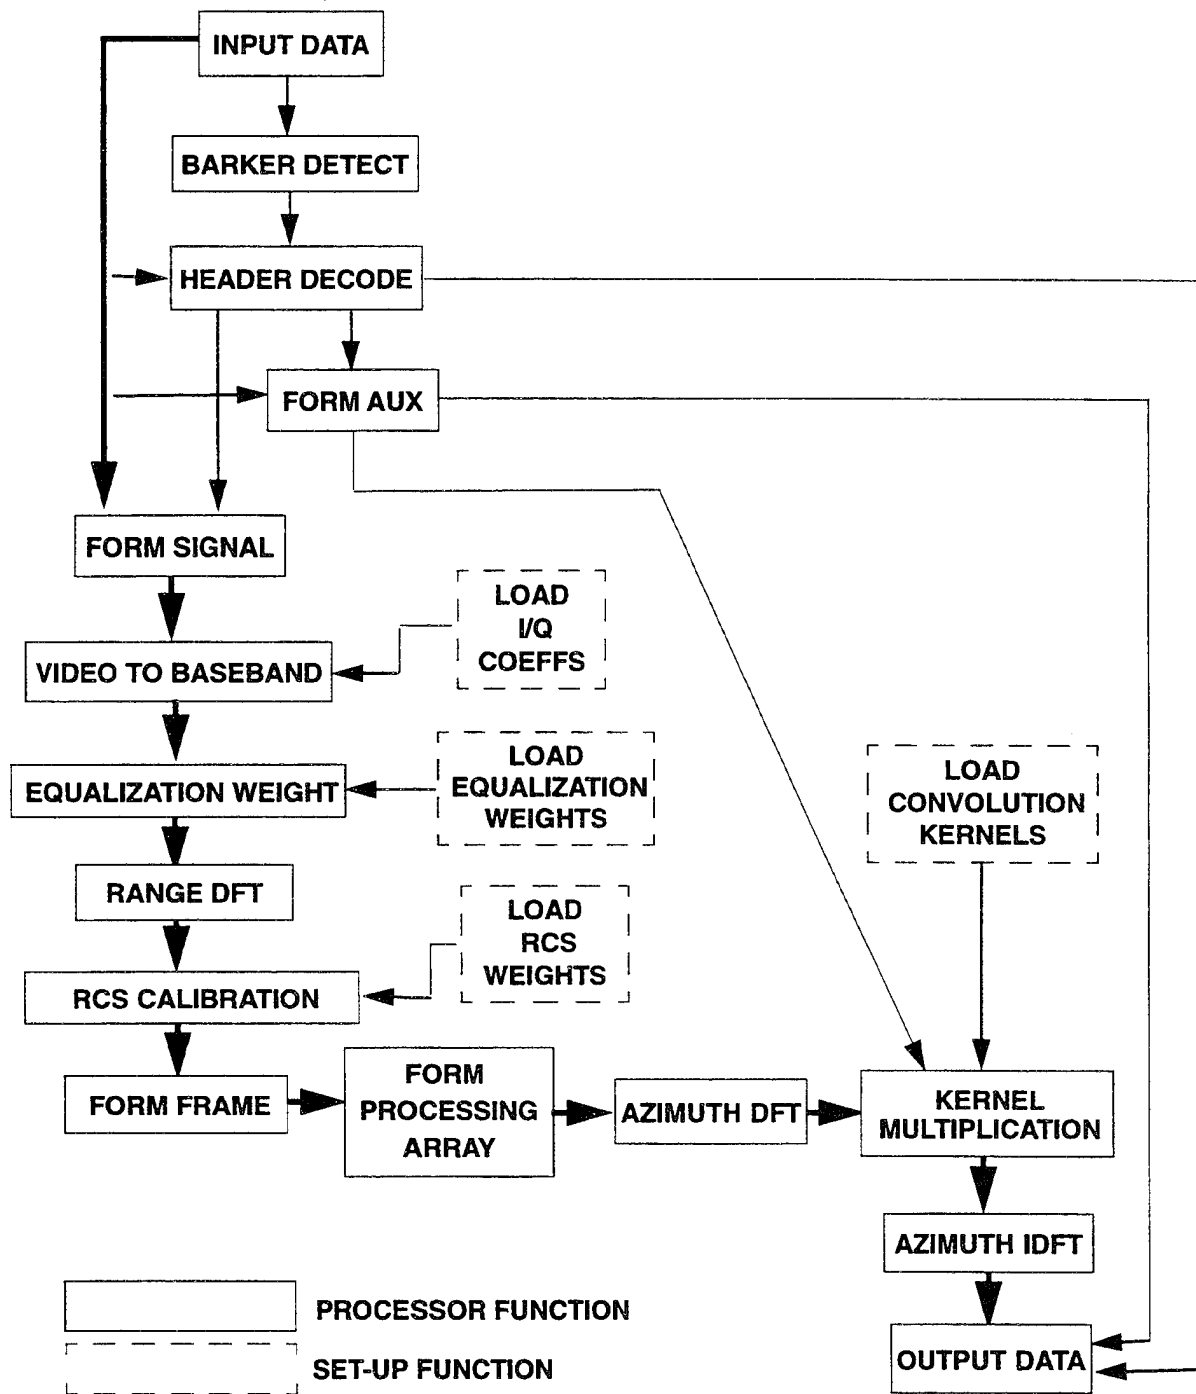 INPUT DATA
BARKER DETECT
HEADER DECODE
FORM AUX
FORM SIGNAL
LOAD
I/Q
COEFFS
VIDEO TO BASEBAND
LOAD
EQUALIZATION
WEIGHTS
EQUALIZATION WEIGHT
LOAD
CONVOLUTION
KERNELS
RANGE DFT
LOAD
RCS
WEIGHTS
RCS CALIBRATION
FORM FRAME
FORM
PROCESSING
ARRAY
AZIMUTH DFT
KERNEL
MULTIPLICATION
AZIMUTH IDFT
OUTPUT DATA
PROCESSOR FUNCTION
SET-UP FUNCTION